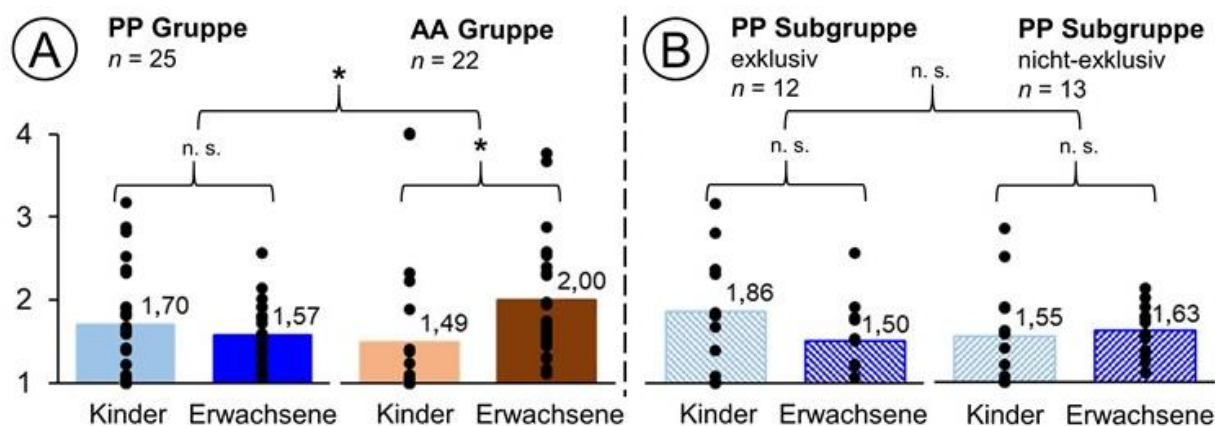 A
PP Gruppe
n = 25
AA Gruppe
n = 22
*
n. s.
*
4
3
2
1
1,70
1,57
1,49
2,00
Kinder
Erwachsene
Kinder
Erwachsene
B
PP Subgruppe
exklusiv
n = 12
PP Subgruppe
nicht-exklusiv
n = 13
n. s.
n. s.
n. s.
1,86
1,50
1,55
1,63
Kinder
Erwachsene
Kinder
Erwachsene